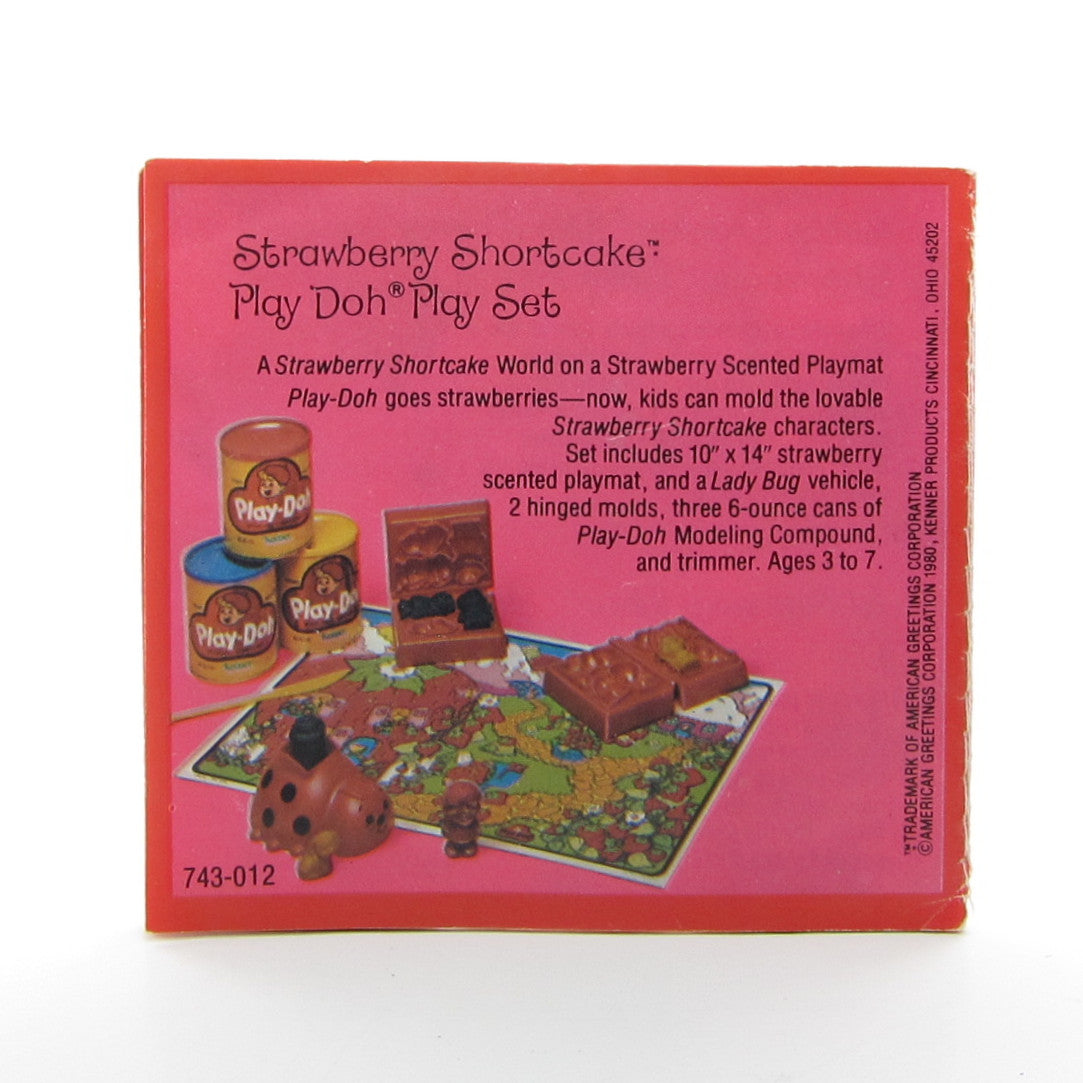 Strawberry Shortcake™
Play Doh® Play Set
A Strawberry Shortcake World on a Strawberry Scented Playmat
Play-Doh goes strawberries—now, kids can mold the lovable
Strawberry Shortcake characters.
Set includes 10" x 14" strawberry
scented playmat, and a Lady Bug vehicle,
2 hinged molds, three 6-ounce cans of
Play-Doh Modeling Compound,
and trimmer. Ages 3 to 7.
Play-Doh
Play-Do
Play-Doh
743-012
™TRADEMARK OF AMERICAN GREETINGS CORPORATION
©AMERICAN GREETINGS CORPORATION 1980, KENNER PRODUCTS CINCINNATI, OHIO 45202